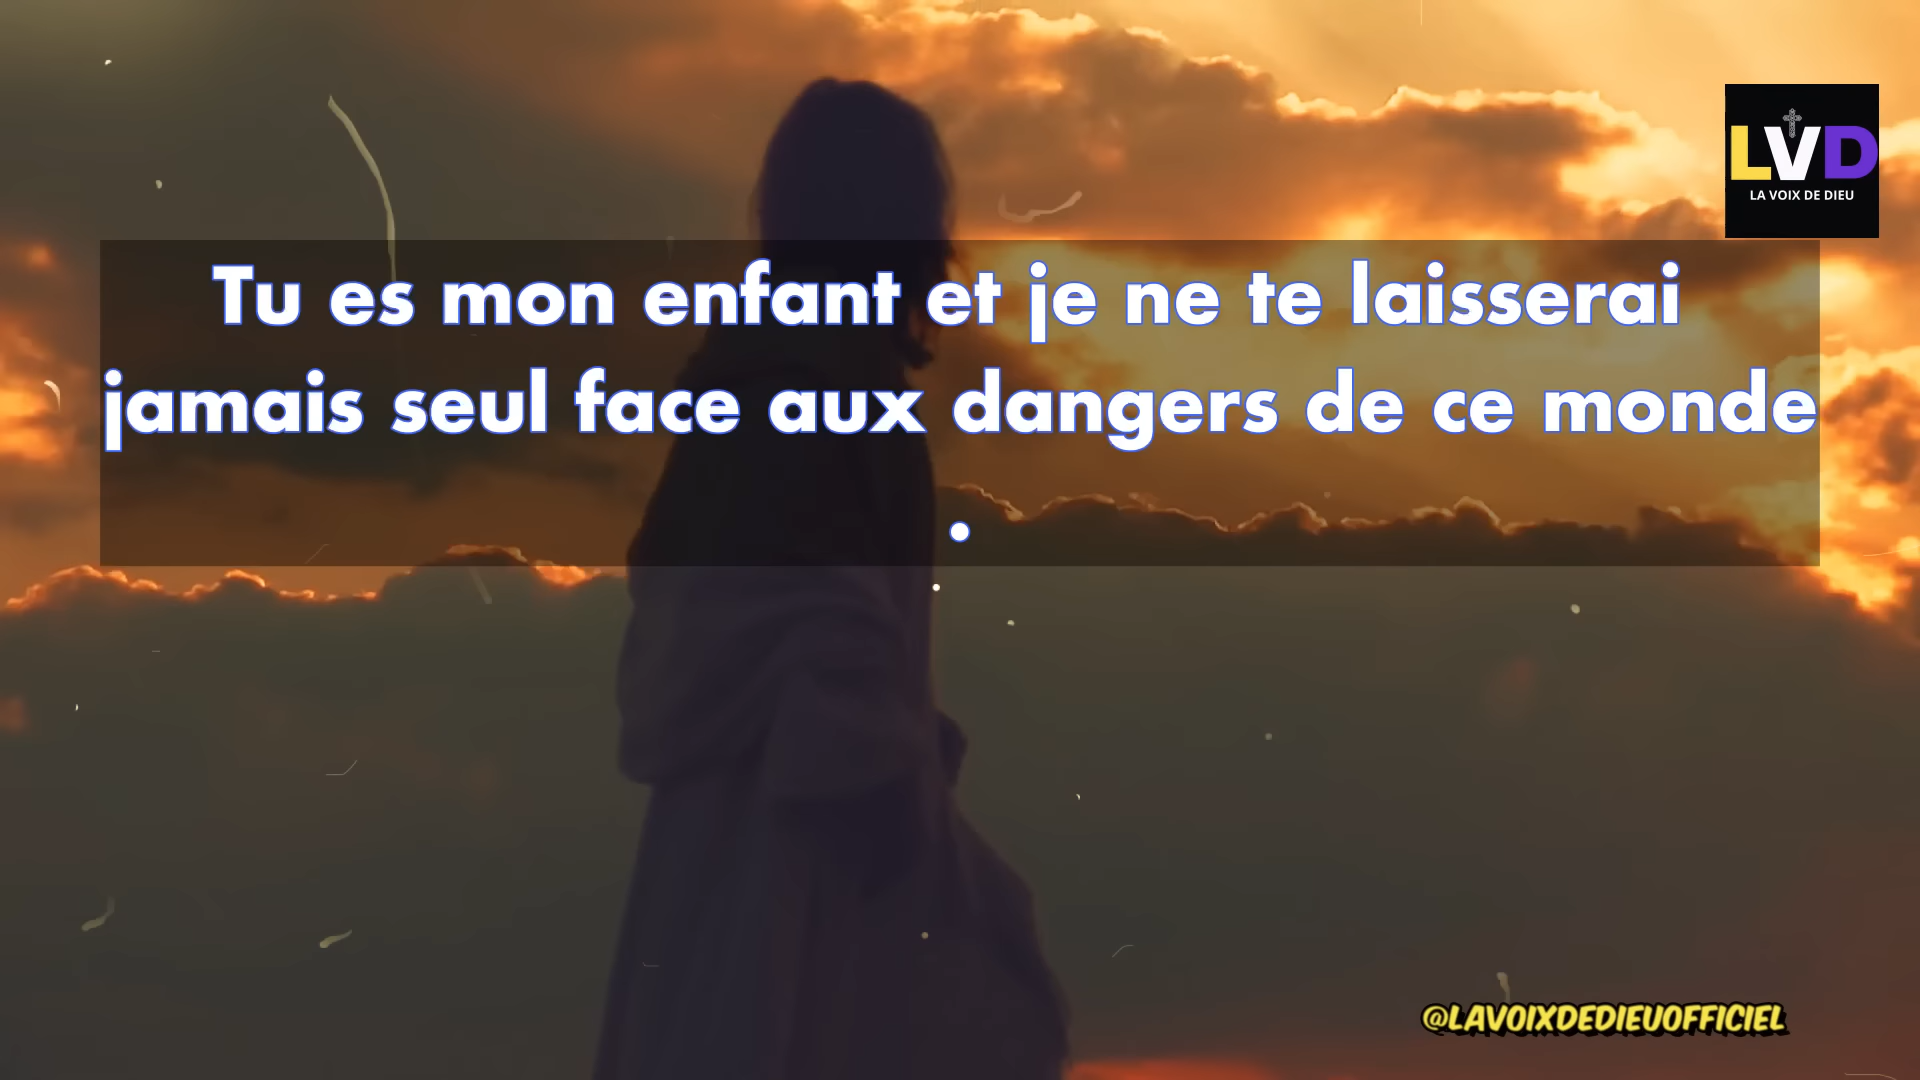 LVD
LA VOIX DE DIEU
Tu es mon enfant et je ne te laisserai
jamais seul face aux dangers de ce monde
.
@LAVOIXDEDIEUOFFICIEL